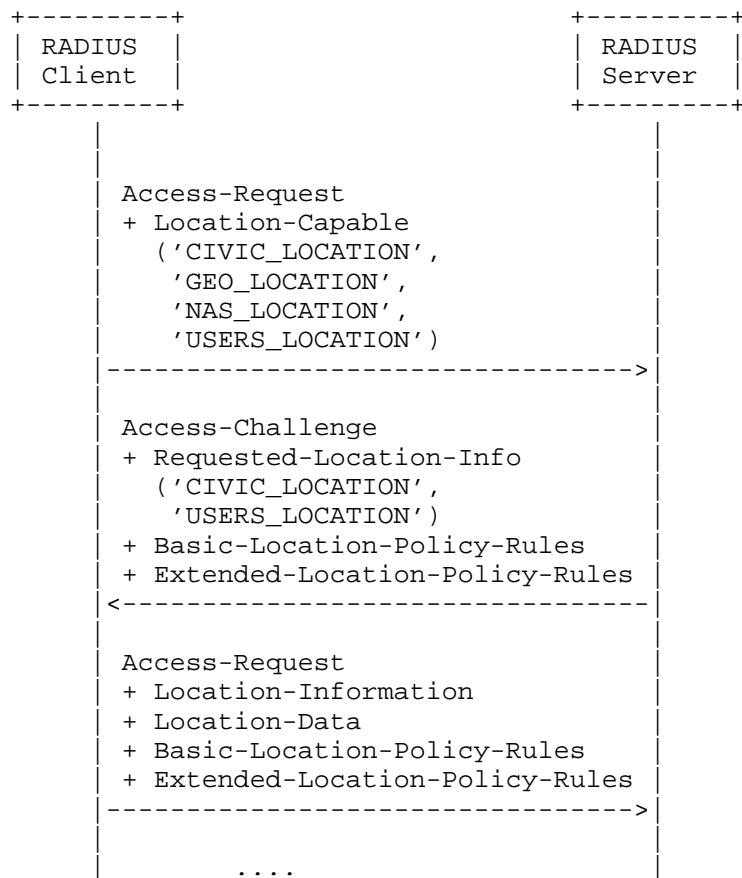 +---------+                         +---------+
| RADIUS  |                         | RADIUS  |
| Client  |                         | Server  |
+---------+                         +---------+
Access-Request
+ Location-Capable
('CIVIC_LOCATION',
'GEO_LOCATION',
'NAS_LOCATION',
'USERS_LOCATION')
|--------------------------------->|
Access-Challenge
+ Requested-Location-Info
('CIVIC_LOCATION',
'USERS_LOCATION')
+ Basic-Location-Policy-Rules
+ Extended-Location-Policy-Rules
|<---------------------------------|
Access-Request
+ Location-Information
+ Location-Data
+ Basic-Location-Policy-Rules
+ Extended-Location-Policy-Rules
|--------------------------------->|
....